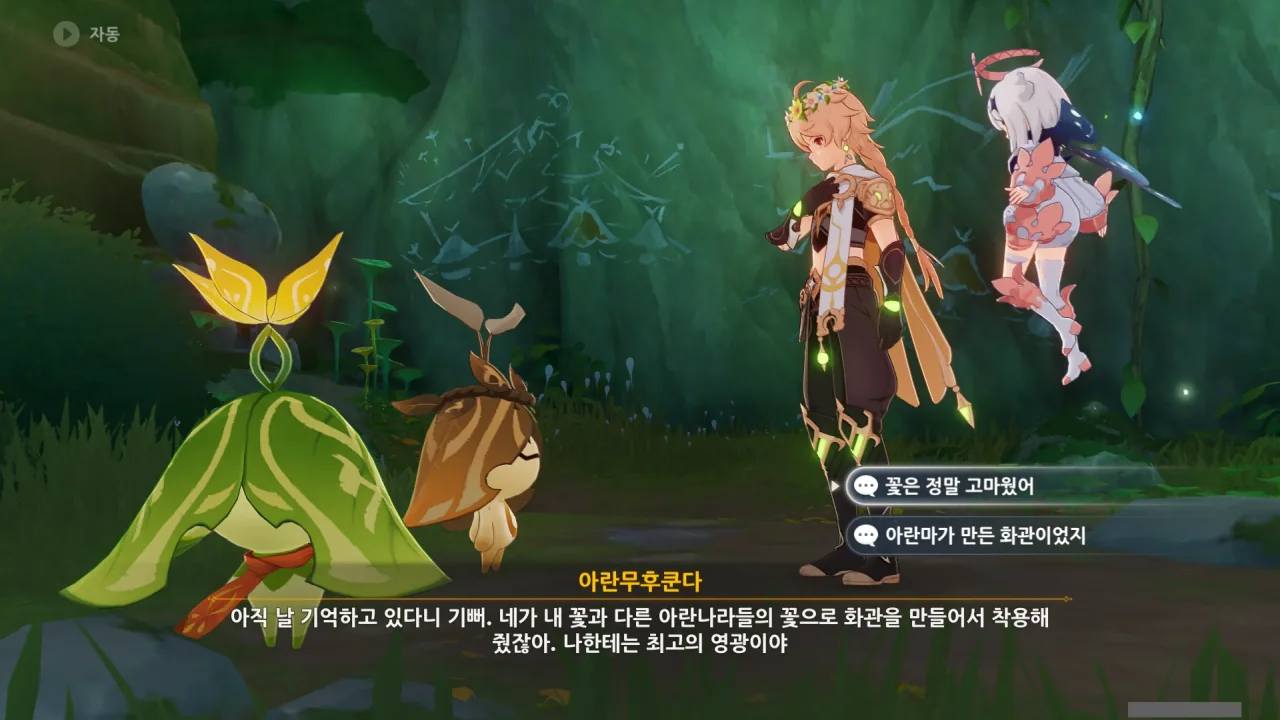 자동
꽃은 정말 고마웠어
아란마가 만든 화관이었지
아란무후쿤다
아직 날 기억하고 있다니 기뻐. 네가 내 꽃과 다른 아란나라들의 꽃으로 화관을 만들어서 착용해
줬잖아. 나한테는 최고의 영광이야